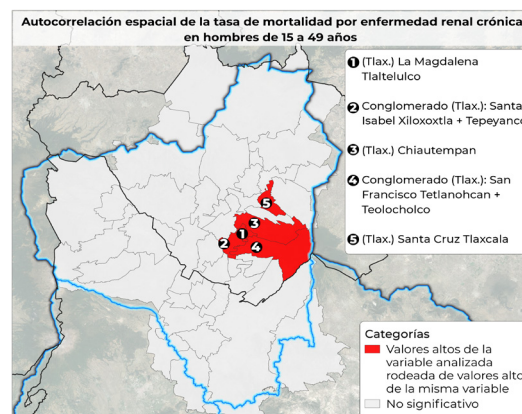 Autocorrelación espacial de la tasa de mortalidad por enfermedad renal crónica
en hombres de 15 a 49 años
1 (Tlax.) La Magdalena
Tlaltelulco
2 Conglomerado (Tlax.): Santa
Isabel Xiloxoxtla + Tepeyanco
3 (Tlax.) Chiautempan
4 Conglomerado (Tlax.): San
Francisco Tetlanohcan +
Teolocholco
5 (Tlax.) Santa Cruz Tlaxcala
5
3
1
2
4
Categorías
Valores altos de la
variable analizada
rodeada de valores alto
de la misma variable
No significativo